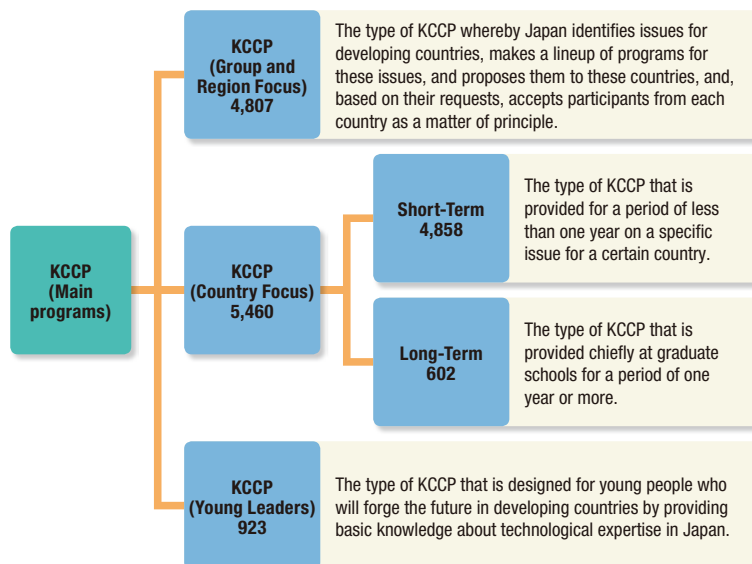 KCCP
(Group and
Region Focus)
4,807
The type of KCCP whereby Japan identifies issues for
developing countries, makes a lineup of programs for
these issues, and proposes them to these countries, and,
based on their requests, accepts participants from each
country as a matter of principle.
KCCP
(Main
programs)
KCCP
(Country Focus)
5,460
Short-Term
4,858
The type of KCCP that is
provided for a period of less
than one year on a specific
issue for a certain country.
Long-Term
602
The type of KCCP that is
provided chiefly at graduate
schools for a period of one
year or more.
KCCP
(Young Leaders)
923
The type of KCCP that is designed for young people who
will forge the future in developing countries by providing
basic knowledge about technological expertise in Japan.